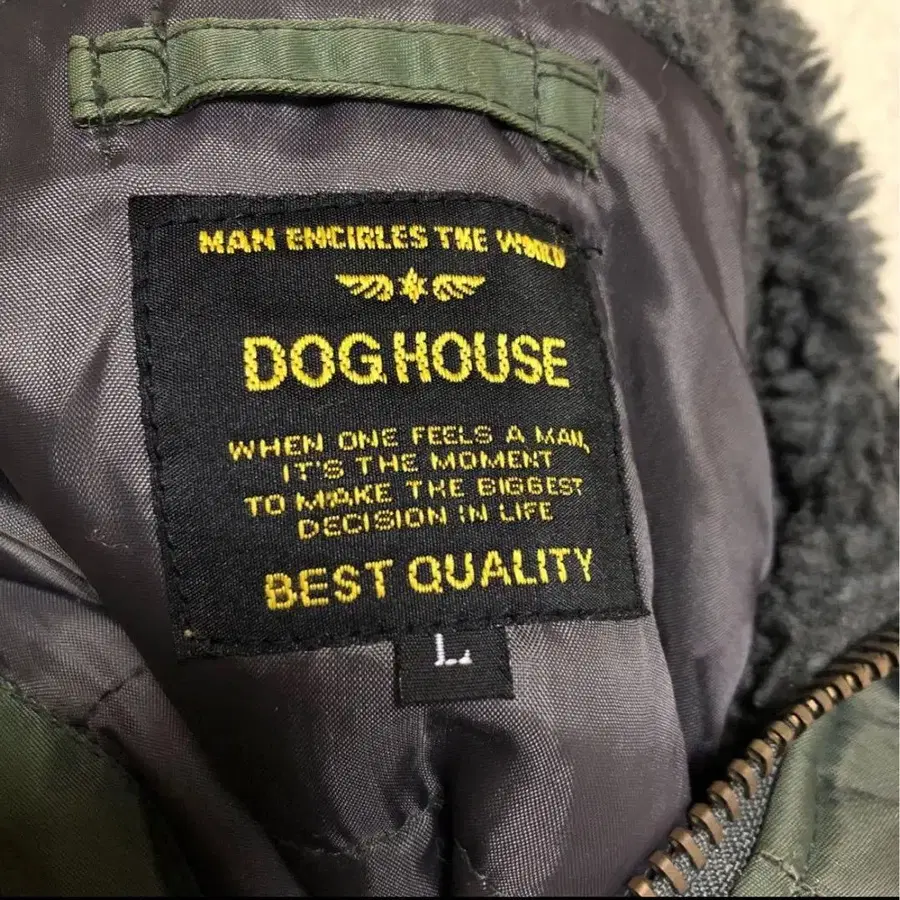 MAN ENCIRLES THE WORLD
DOG HOUSE
WHEN ONE FEELS A MAN,
IT'S THE MOMENT
TO MAKE THE BIGGEST
DECISION IN LIFE
BEST QUALITY
L